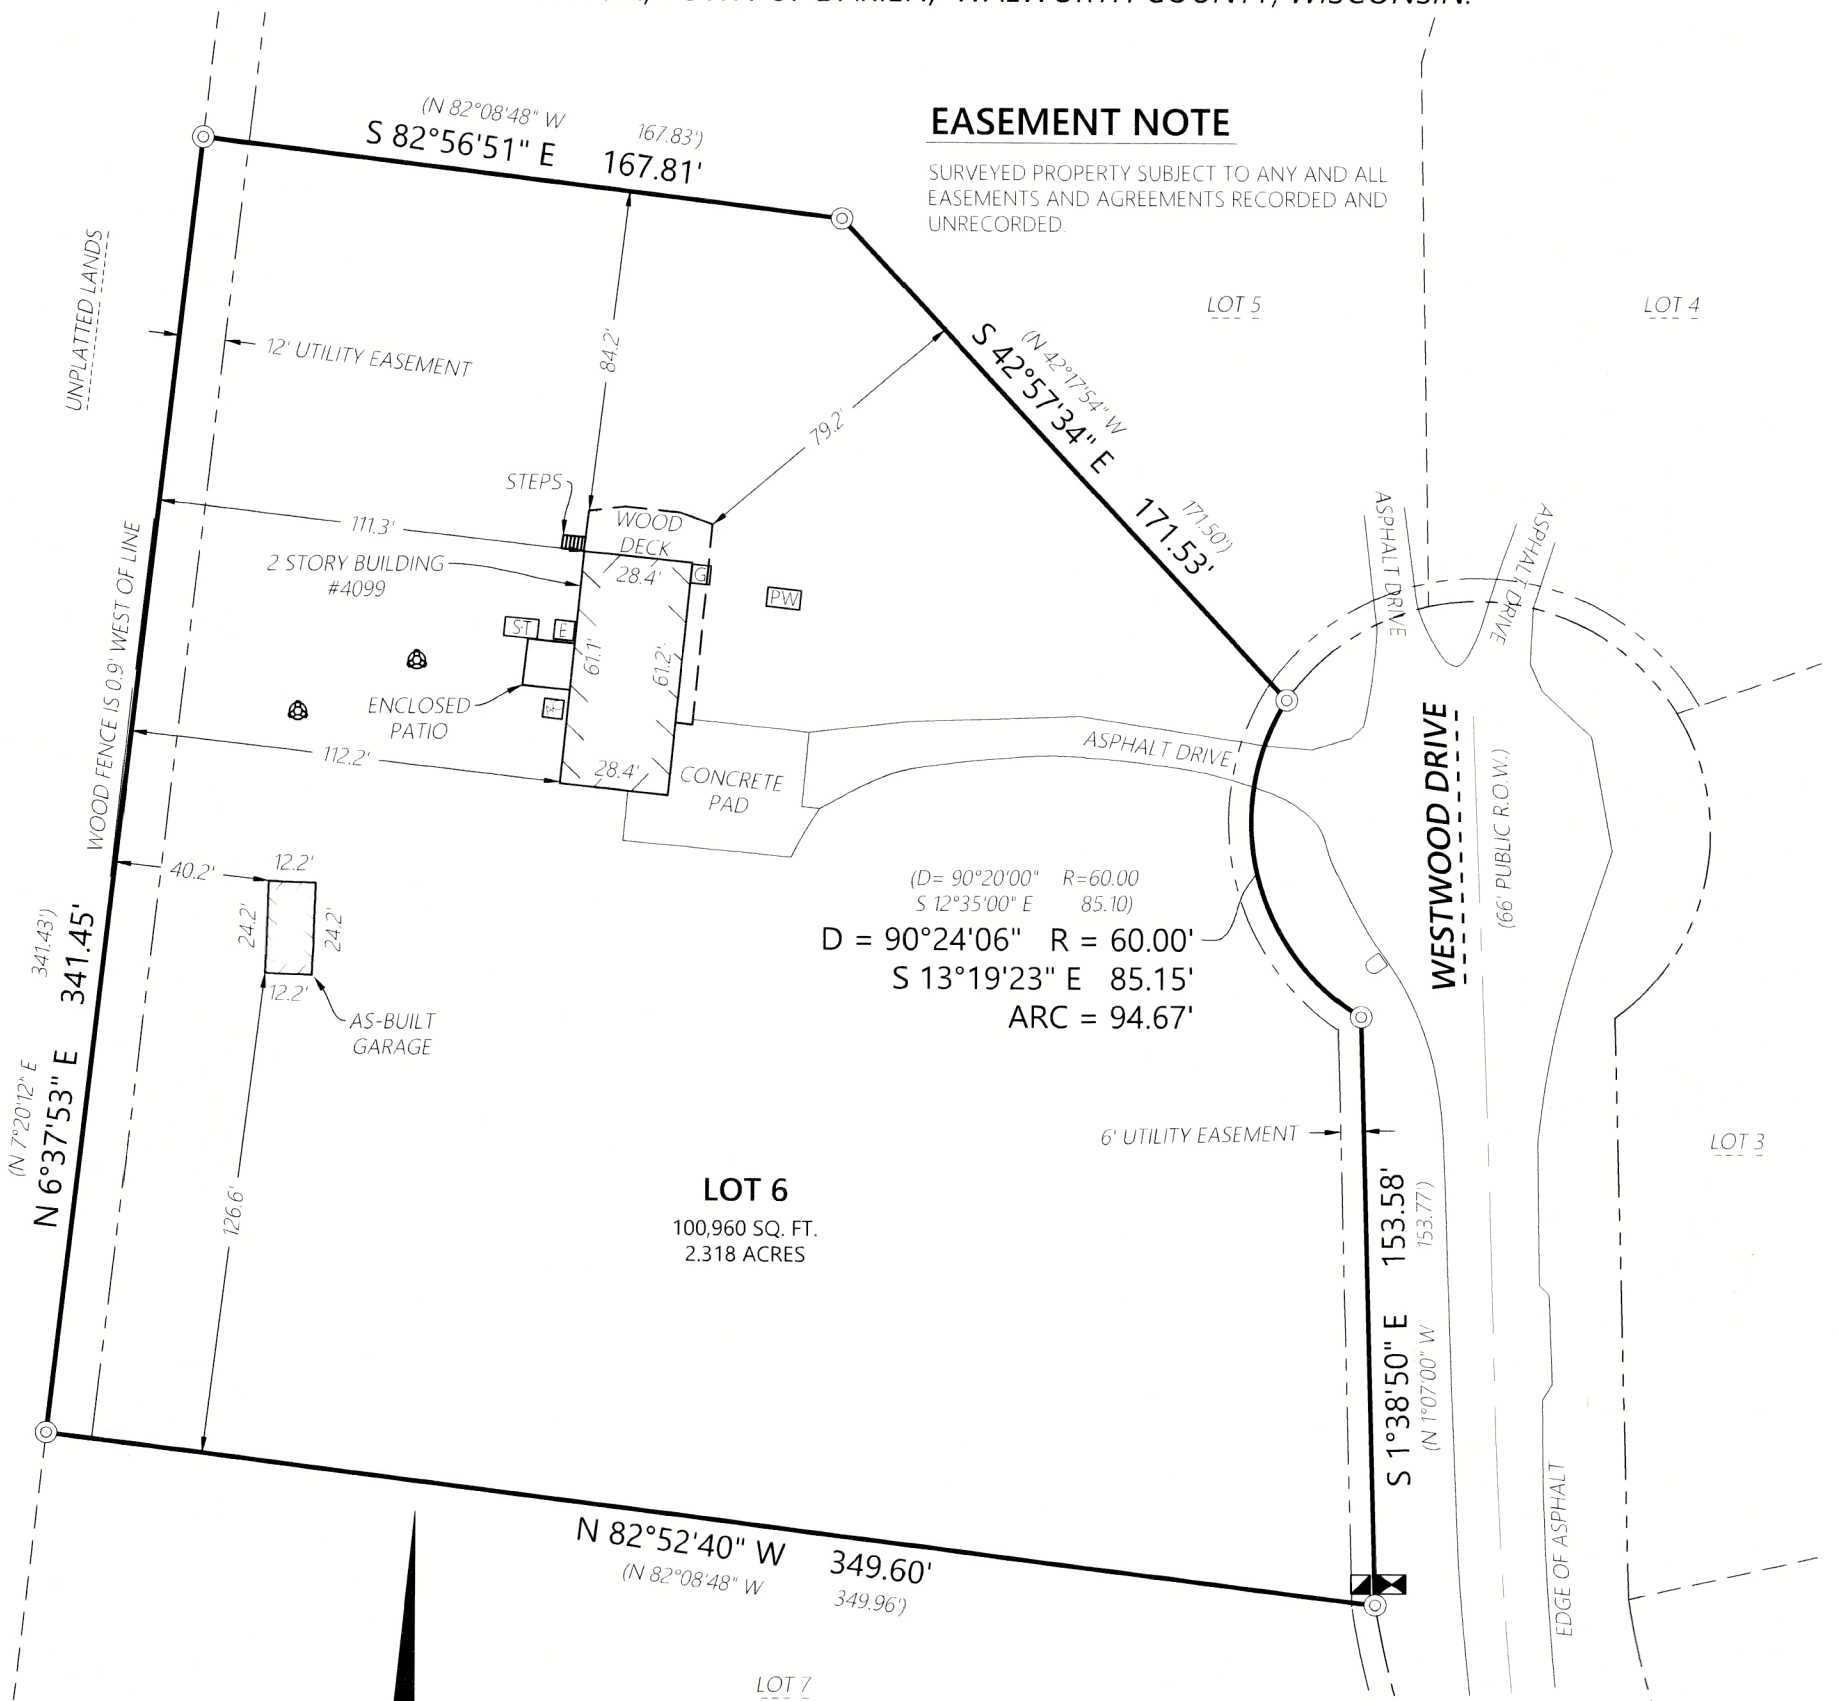 TOWN OF DARIEN, WALWORTH COUNTY, WISCONSIN.
(N 82°08'48" W 167.83')
S 82°56'51" E 167.81'
EASEMENT NOTE
SURVEYED PROPERTY SUBJECT TO ANY AND ALL
EASEMENTS AND AGREEMENTS RECORDED AND
UNRECORDED.
LOT 5
LOT 4
UNPLATTED LANDS
12' UTILITY EASEMENT
84.2'
79.2'
(N 42°17'54" W 171.50')
S 42°57'34" E 171.53'
STEPS
WOOD
DECK
111.3'
2 STORY BUILDING
#4099
28.4'
G
PW
ST
E
61.1'
61.2'
ENCLOSED
PATIO
112.2'
28.4'
CONCRETE
PAD
ASPHALT DRIVE
ASPHALT DRIVE
ASPHALT DRIVE
WESTWOOD DRIVE
(66' PUBLIC R.O.W.)
WOOD FENCE IS 0.9' WEST OF LINE
40.2'
12.2'
24.2'
24.2'
12.2'
AS-BUILT
GARAGE
(D= 90°20'00" R=60.00
S 12°35'00" E 85.10)
D = 90°24'06" R = 60.00'
S 13°19'23" E 85.15'
ARC = 94.67'
(N 7°20'12" E 341.43')
N 6°37'53" E 341.45'
126.6'
6' UTILITY EASEMENT
LOT 3
LOT 6
100,960 SQ. FT.
2.318 ACRES
S 1°38'50" E 153.58'
(N 1°07'00" W 153.77')
EDGE OF ASPHALT
N 82°52'40" W 349.60'
(N 82°08'48" W 349.96')
LOT 7